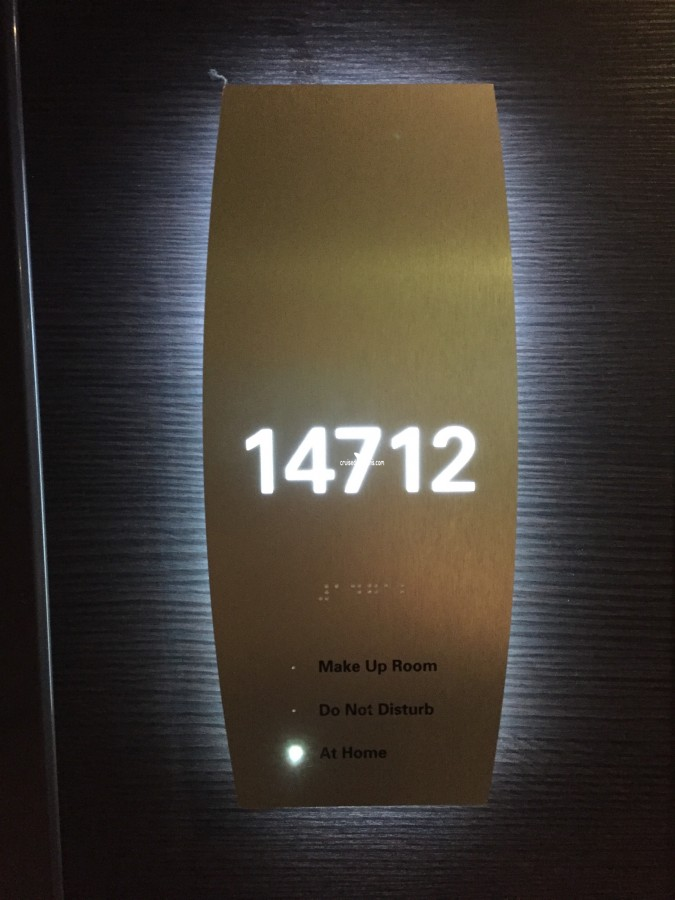 14712
Make Up Room
Do Not Disturb
At Home